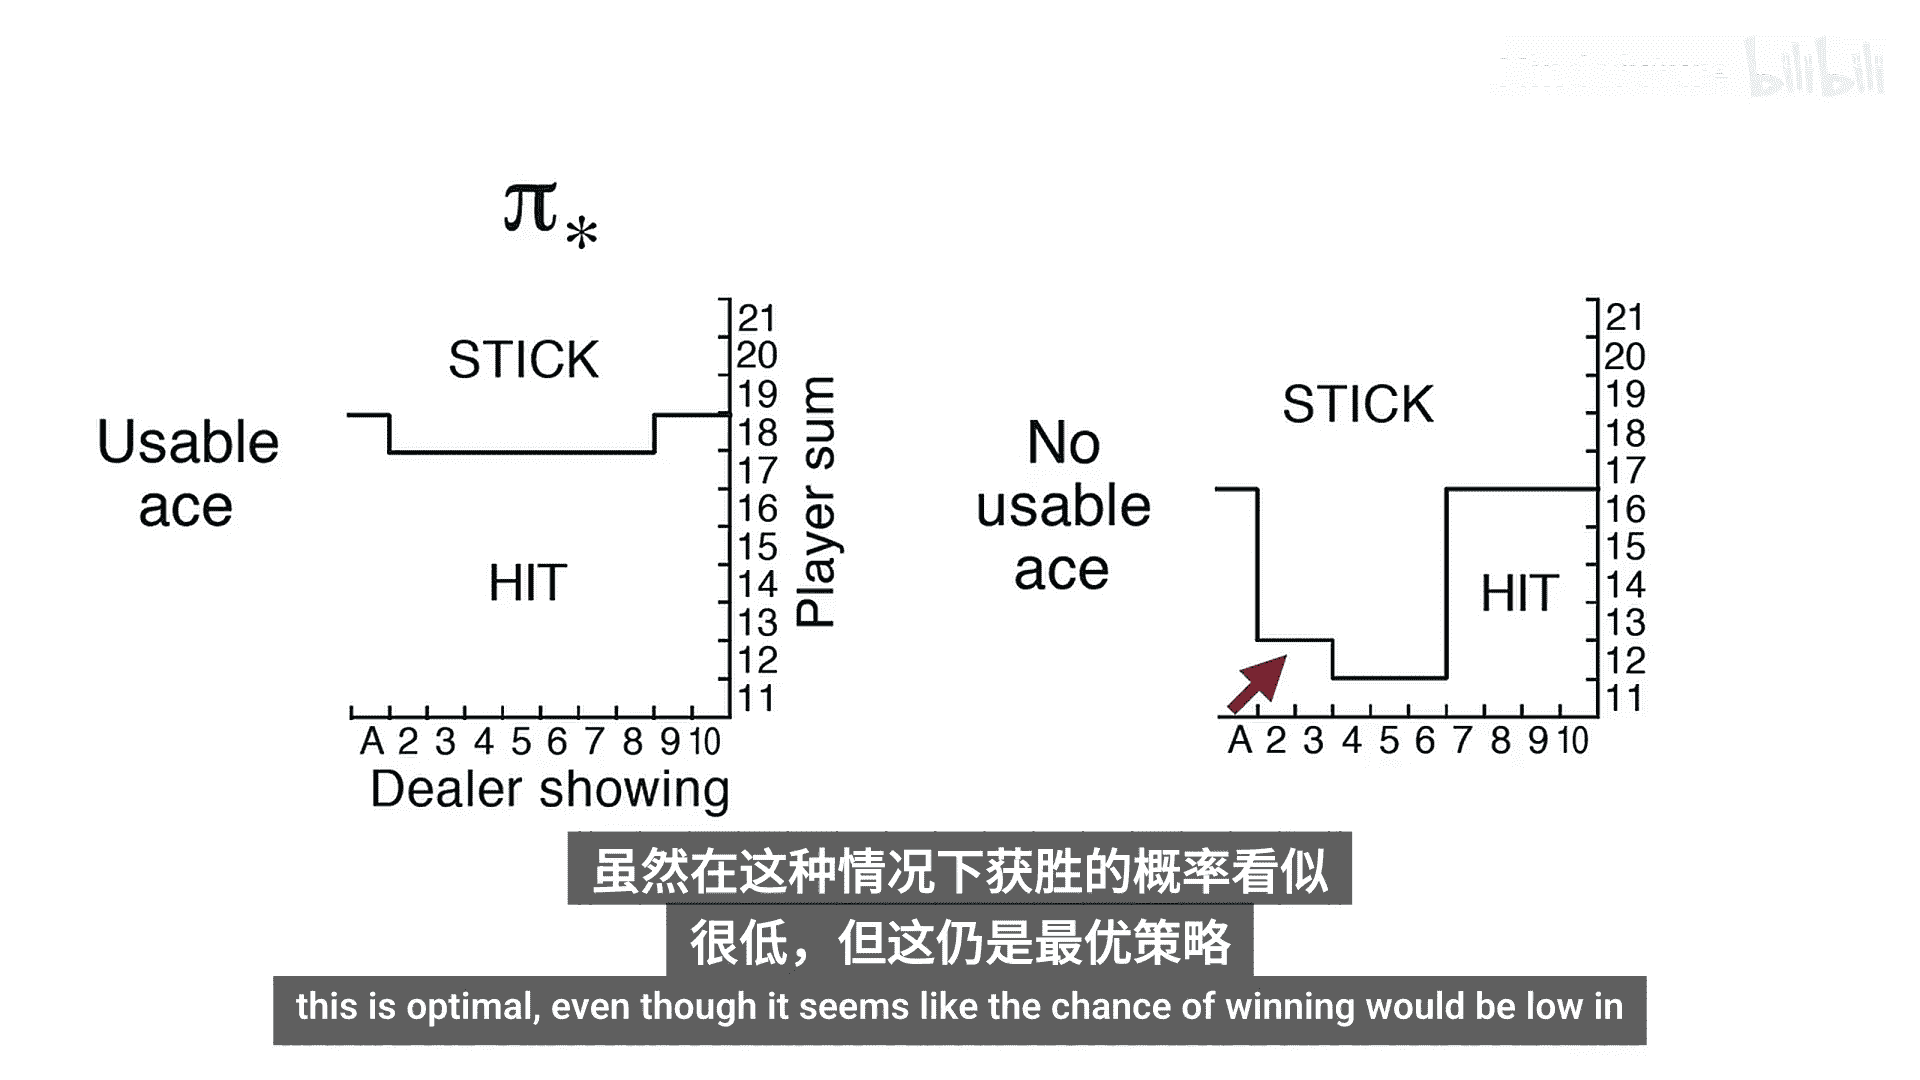 bilibili
π*
STICK
HIT
Usable
ace
21
20
19
18
17
16
15
14
13
12
11
Player sum
A 2 3 4 5 6 7 8 9 10
Dealer showing
No
usable
ace
STICK
HIT
21
20
19
18
17
16
15
14
13
12
11
A 2 3 4 5 6 7 8 9 10
虽然在这种情况下获胜的概率看似
很低，但这仍是最优策略
this is optimal, even though it seems like the chance of winning would be low in